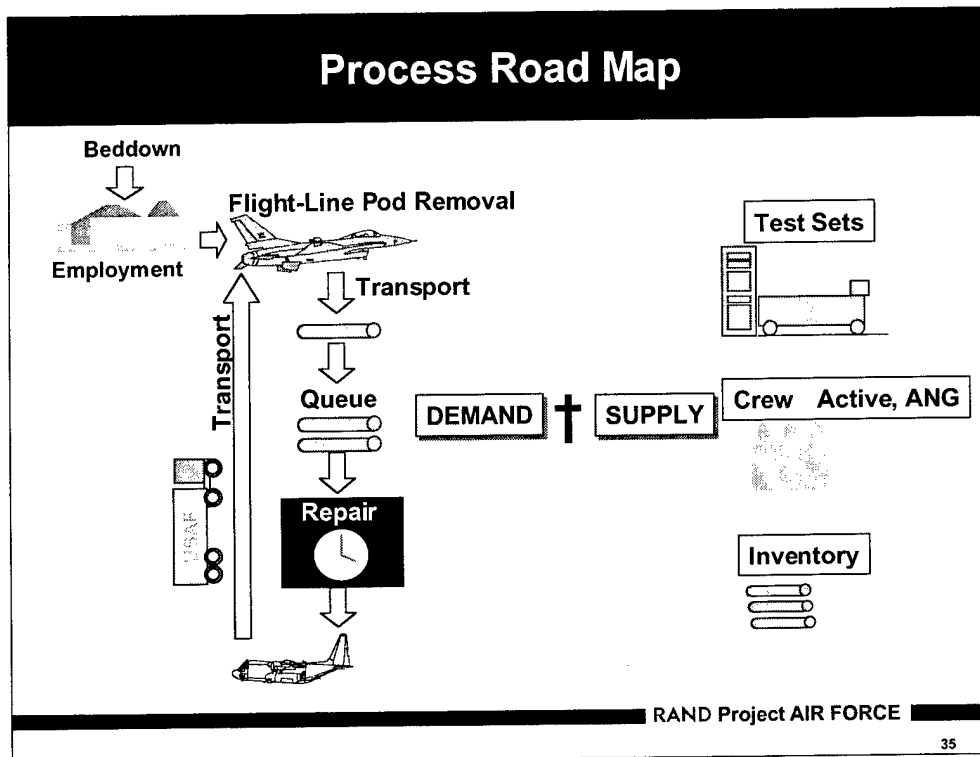 Process Road Map
Beddown
Flight-Line Pod Removal
Employment
Transport
Transport
Queue
Repair
USAF
DEMAND
SUPPLY
Test Sets
Crew Active, ANG
Inventory
RAND Project AIR FORCE
35